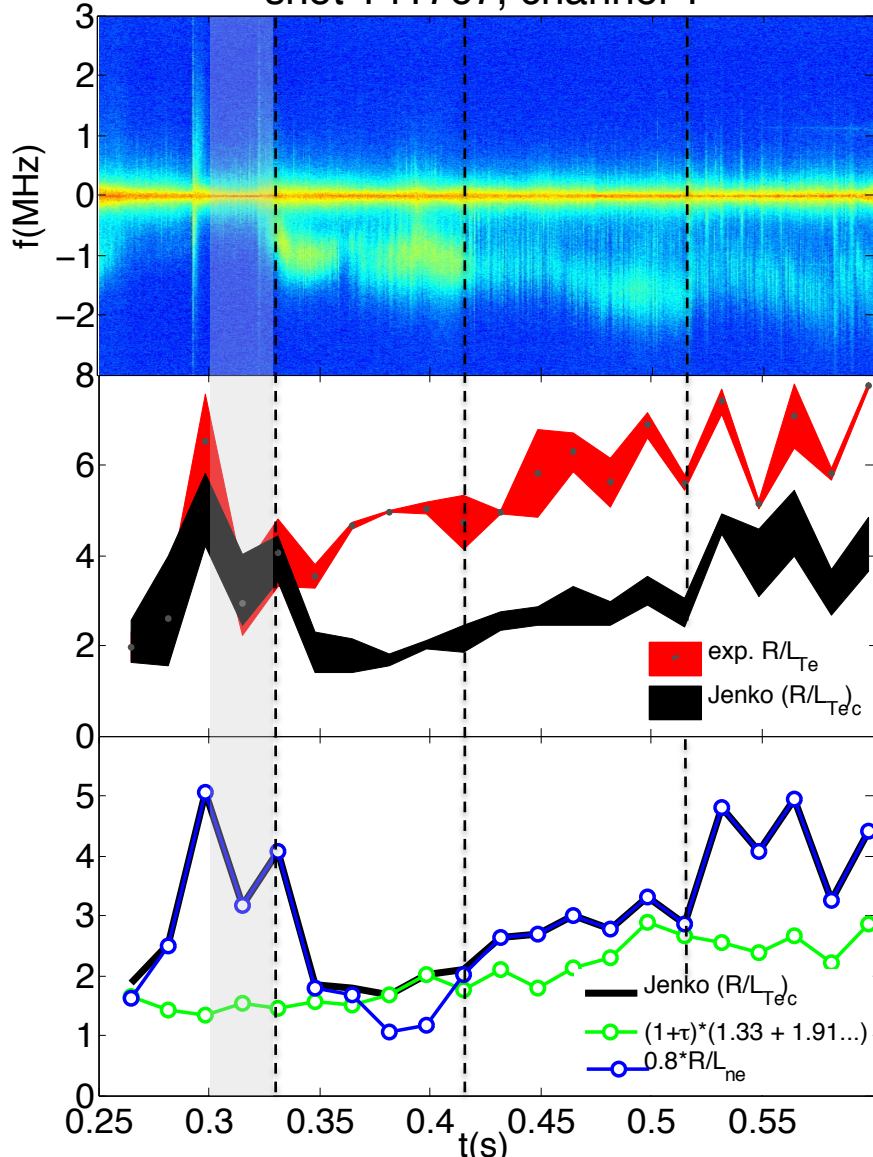 3
2
1
0
−1
−2
f(MHz)
8
6
4
2
0
exp. R/L_Te
Jenko (R/L_Te)_c
5
4
3
2
1
0
Jenko (R/L_Te)_c
(1+τ)*(1.33 + 1.91...)
0.8*R/L_ne
0.25 0.3 0.35 0.4 0.45 0.5 0.55
t(s)